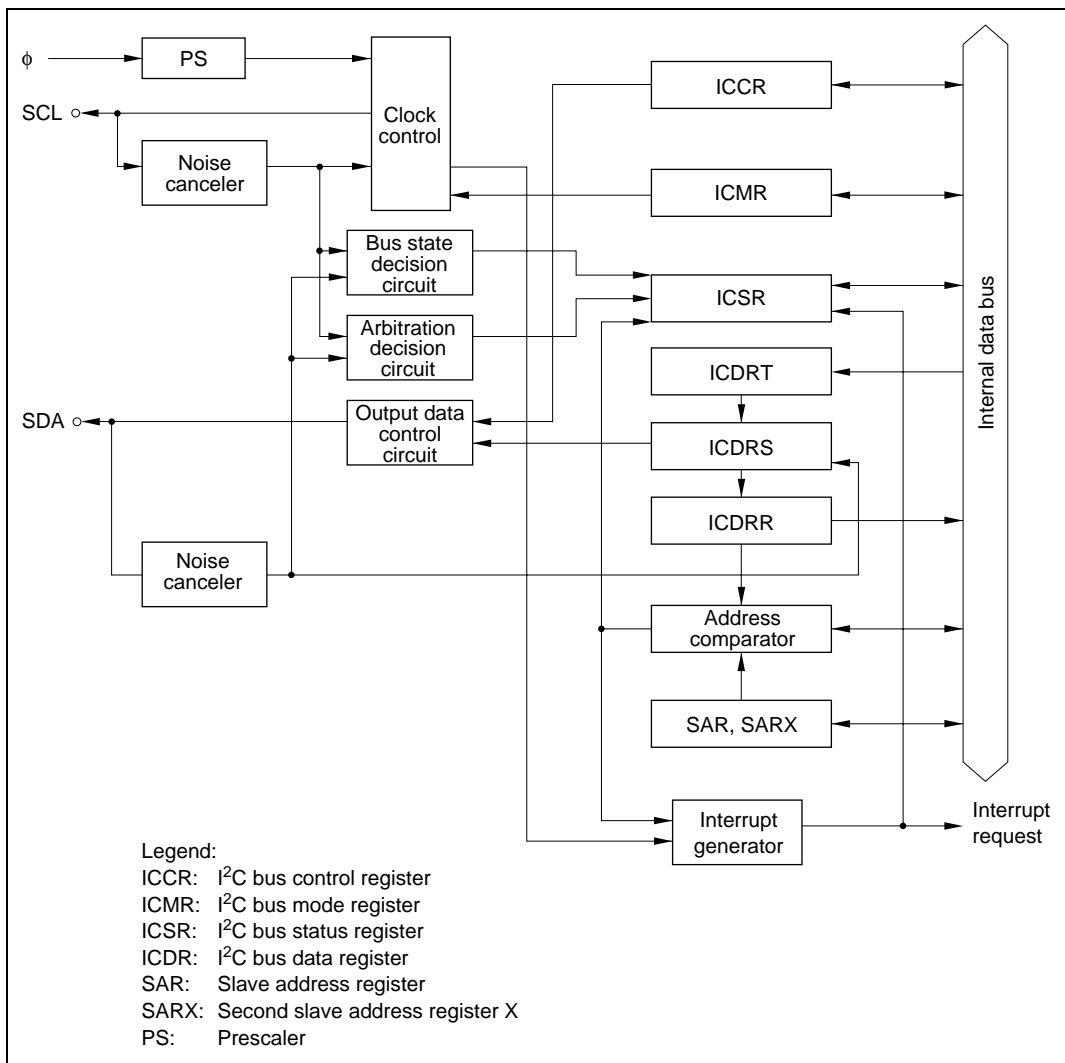 ϕ
PS
SCL
Clock
control
Noise
canceler
Bus state
decision
circuit
Arbitration
decision
circuit
SDA
Output data
control
circuit
Noise
canceler
ICCR
ICMR
ICSR
ICDRT
ICDRS
ICDRR
Address
comparator
SAR, SARX
Interrupt
generator
Internal data bus
Interrupt
request
Legend:
ICCR: I²C bus control register
ICMR: I²C bus mode register
ICSR: I²C bus status register
ICDR: I²C bus data register
SAR: Slave address register
SARX: Second slave address register X
PS: Prescaler